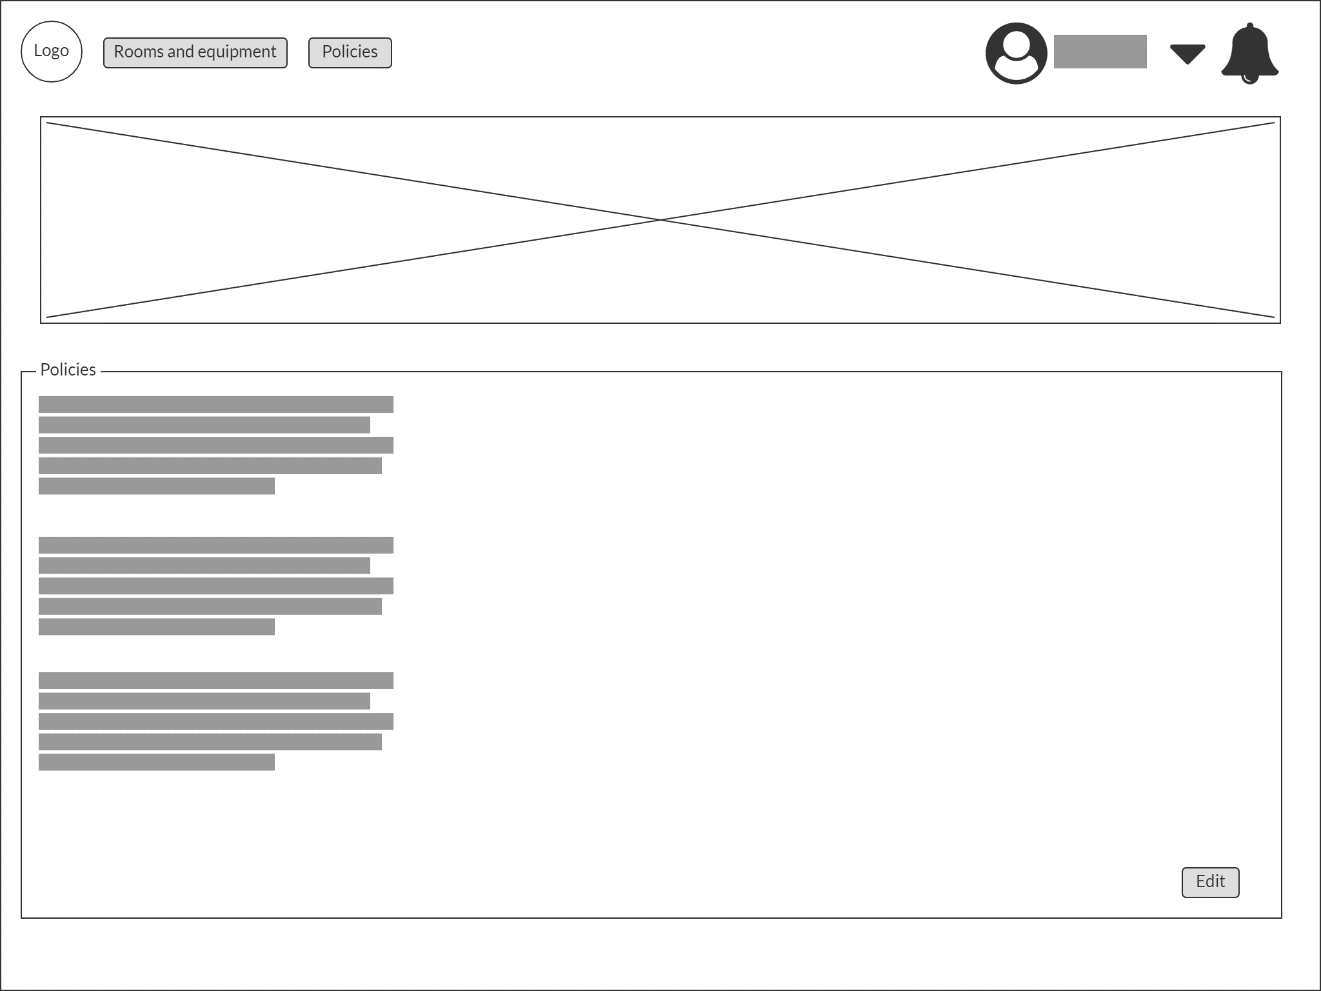 Logo
Rooms and equipment
Policies
Policies
Edit